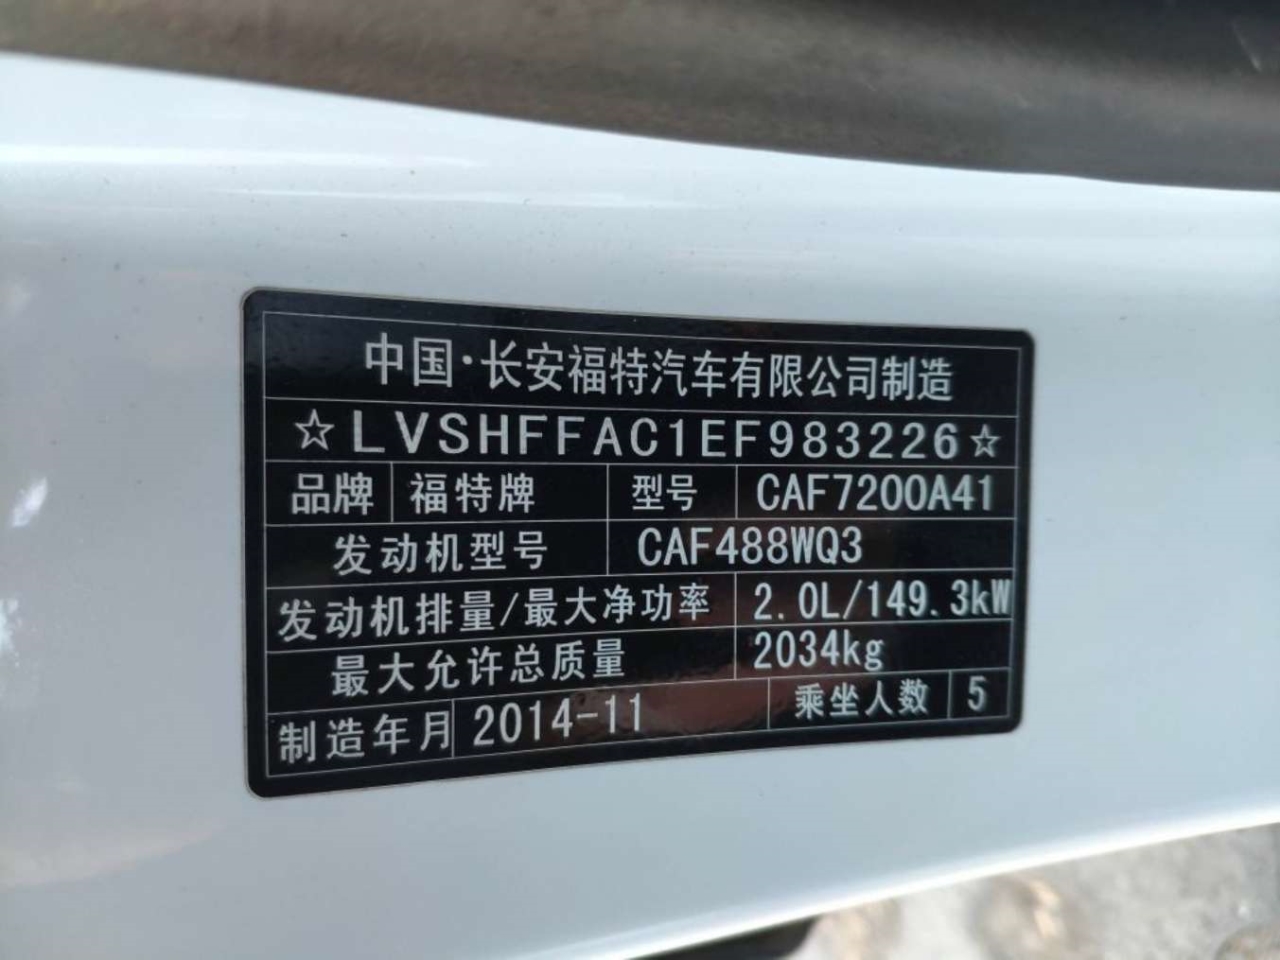 中国·长安福特汽车有限公司制造
☆LVSHFFAC1EF983226☆
品牌 福特牌 型号 CAF7200A41
发动机型号 CAF488WQ3
发动机排量/最大净功率 2.0L/149.3kW
最大允许总质量 2034kg
制造年月 2014-11 乘坐人数 5